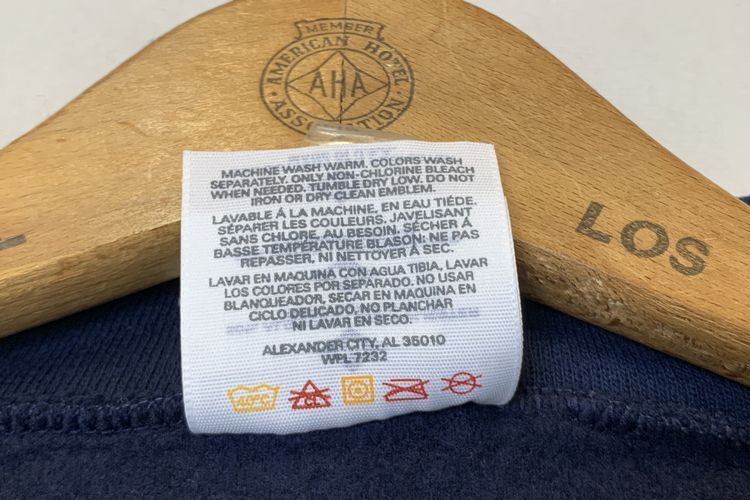 MEMBER
AMERICAN HOTEL
AHA
ASSOCIATION
LOS
MACHINE WASH WARM. COLORS WASH
SEPARATELY. ONLY NON-CHLORINE BLEACH
WHEN NEEDED. TUMBLE DRY LOW. DO NOT
IRON OR DRY CLEAN EMBLEM.
LAVABLE Á LA MACHINE, EN EAU TIÉDE.
SÉPARER LES COULEURS. JAVELISANT
SANS CHLORE, AU BESOIN, SÉCHER Á
BASSE TEMPÉRATURE BLASON: NE PAS
REPASSER, NI NETTOYER Á SEC.
LAVAR EN MAQUINA CON AGUA TIBIA, LAVAR
LOS COLORES POR SEPARADO. NO USAR
BLANQUEADOR, SECAR EN MAQUINA EN
CICLO DELICADO. NO PLANCHAR
NI LAVAR EN SECO.
ALEXANDER CITY, AL 35010
WPL 7232
40°C
CL